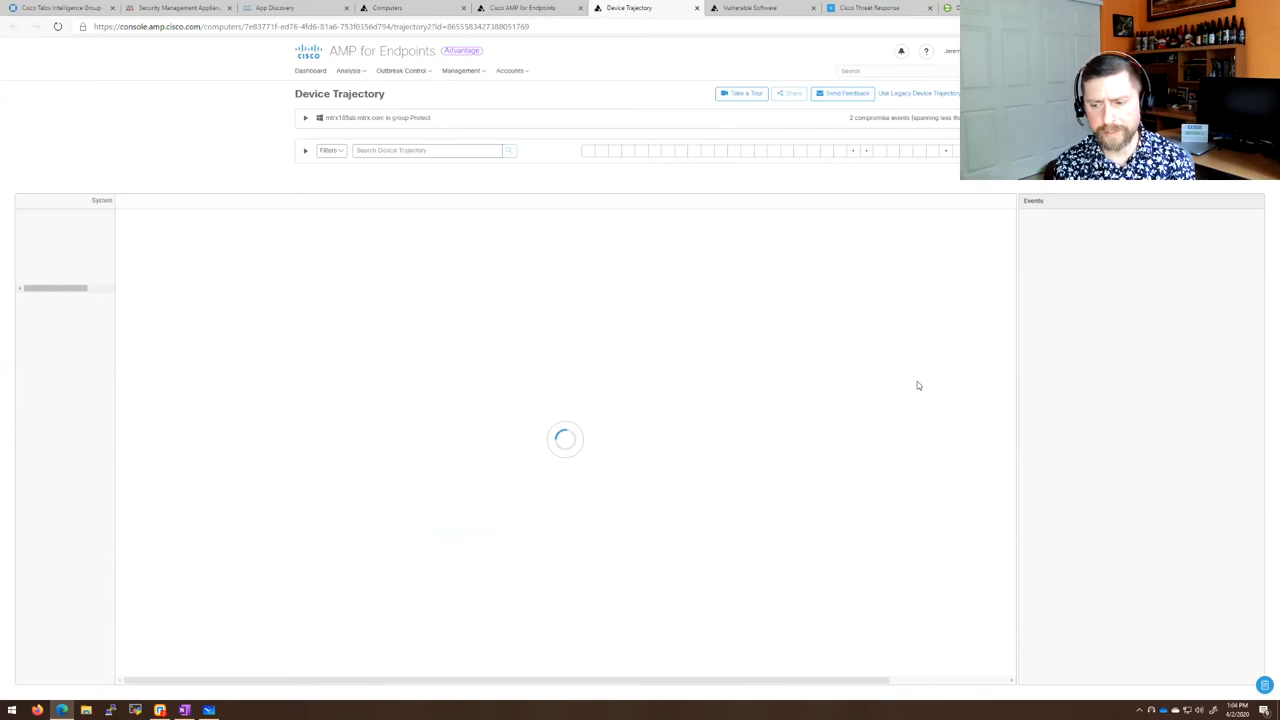 Cisco Talos Intelligence Group -
Security Management Applian
App Discovery
Computers
Cisco AMP for Endpoints
Device Trajectory
Vulnerable Software
Cisco Threat Response
https://console.amp.cisco.com/computers/7e83771f-ed76-4fd6-81a6-753f0356d794/trajectory2?id=8655583427388051769
CISCO
AMP for Endpoints
Advantage
?
Jerem
Dashboard
Analysis
Outbreak Control
Management
Accounts
Search
Device Trajectory
Take a Tour
Share
Send Feedback
Use Legacy Device Trajectory
mtrx185sb.mtrx.com in group Protect
2 compromise events (spanning less tha
Filters
Search Device Trajectory
System
Events
1:04 PM
4/2/2020